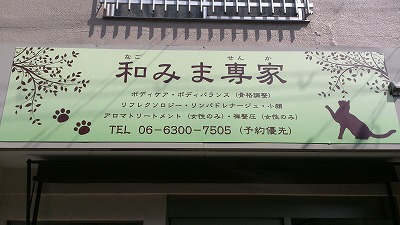 なご せん か
和みま専家
ボディケア・ボディバランス（骨格調整）
リフレクソロジー・リンパドレナージュ・小顔
アロマトリートメント（女性のみ）・弾整圧（女性のみ）
TEL 06-6300-7505（予約優先）